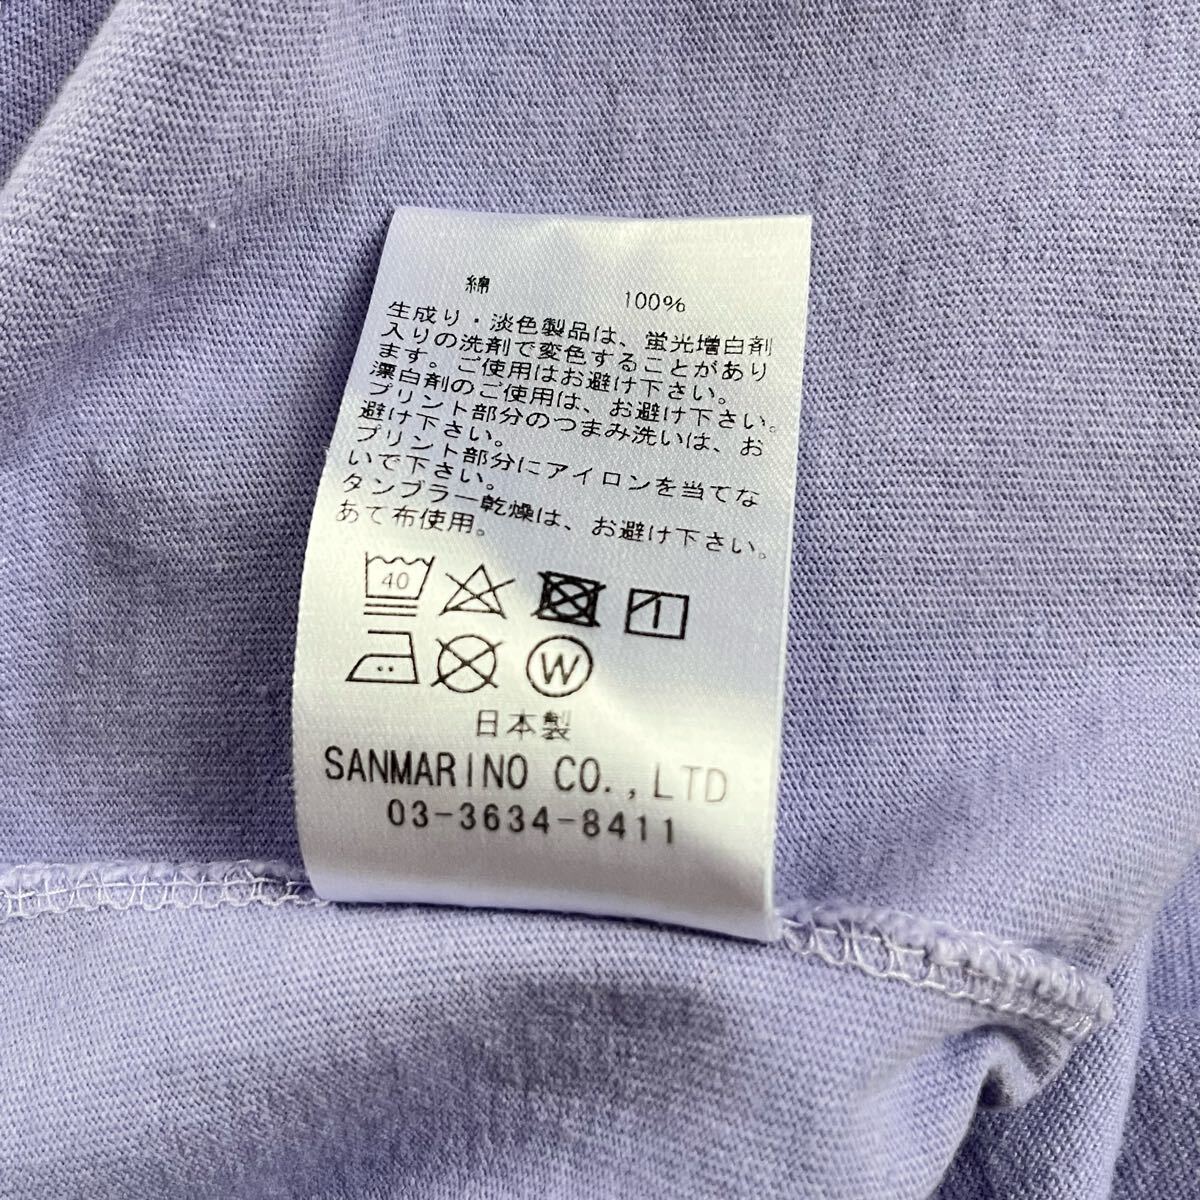 綿 100%
生成り・淡色製品は、蛍光増白剤
入りの洗剤で変色することがあり
ます。ご使用はお避け下さい。
漂白剤のご使用は、お避け下さい。
プリント部分のつまみ洗いは、お
避け下さい。
プリント部分にアイロンを当てな
いで下さい。
タンブラー乾燥は、お避け下さい。
あて布使用。
40
W
日本製
SANMARINO CO.,LTD
03-3634-8411